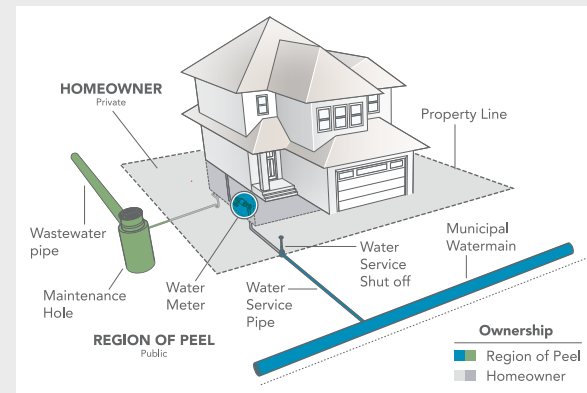 HOMEOWNER
Private
Property Line
Wastewater
pipe
Maintenance
Hole
Water
Meter
Water
Service
Pipe
Water
Service
Shut off
Municipal
Watermain
REGION OF PEEL
Public
Ownership
Region of Peel
Homeowner